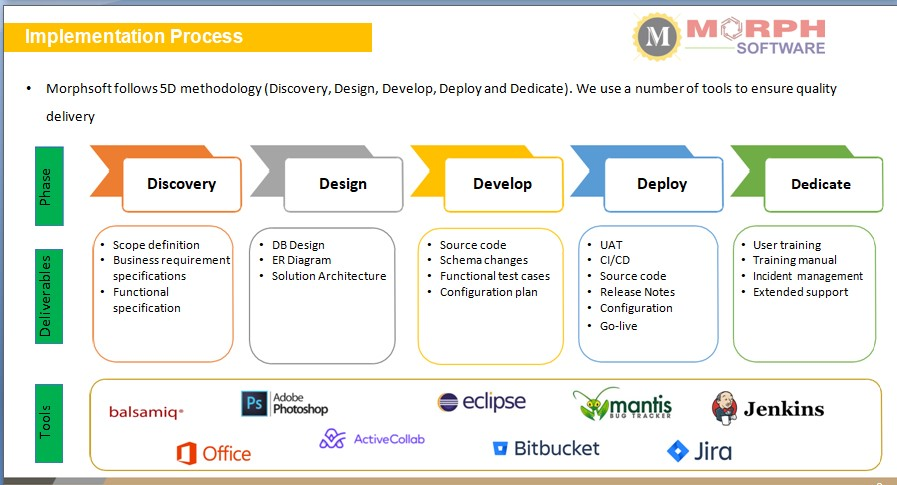 Implementation Process
M
MORPH
SOFTWARE
• Morphsoft follows 5D methodology (Discovery, Design, Develop, Deploy and Dedicate). We use a number of tools to ensure quality
delivery
Phase
Discovery
Design
Develop
Deploy
Dedicate
Deliverables
• Scope definition
• Business requirement
specifications
• Functional
specification
• DB Design
• ER Diagram
• Solution Architecture
• Source code
• Schema changes
• Functional test cases
• Configuration plan
• UAT
• CI/CD
• Source code
• Release Notes
• Configuration
• Go-live
• User training
• Training manual
• Incident management
• Extended support
Tools
balsamiq®
Ps Adobe
Photoshop
eclipse
mantis
BUG TRACKER
Jenkins
Office
ActiveCollab
Bitbucket
Jira